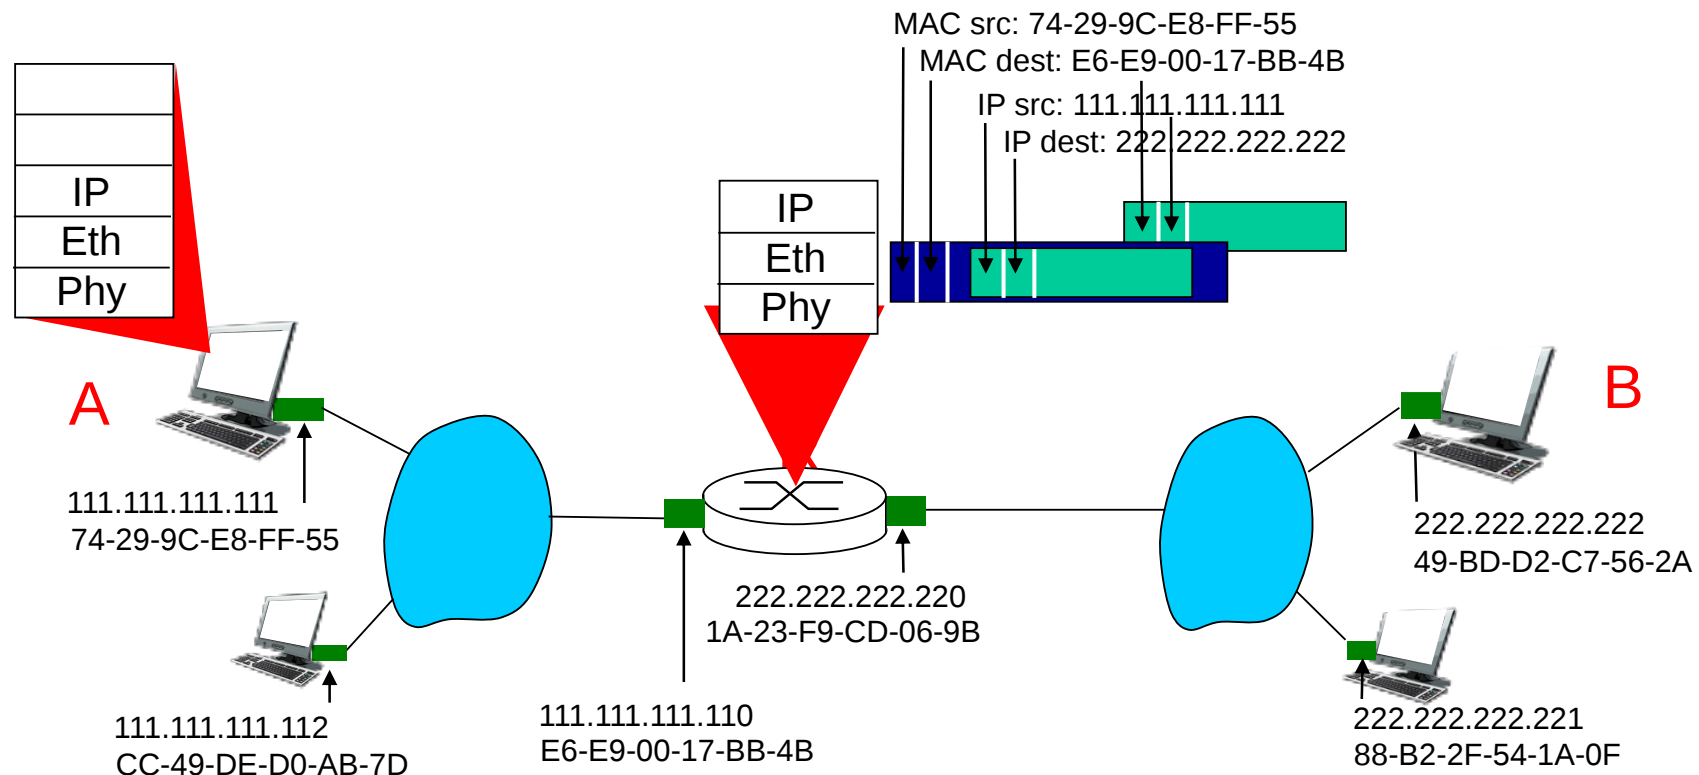 MAC src: 74-29-9C-E8-FF-55
MAC dest: E6-E9-00-17-BB-4B
IP src: 111.111.111.111
IP dest: 222.222.222.222
IP
Eth
Phy
IP
Eth
Phy
A
B
111.111.111.111
74-29-9C-E8-FF-55
222.222.222.222
49-BD-D2-C7-56-2A
222.222.222.220
1A-23-F9-CD-06-9B
111.111.111.112
CC-49-DE-D0-AB-7D
111.111.111.110
E6-E9-00-17-BB-4B
222.222.222.221
88-B2-2F-54-1A-0F